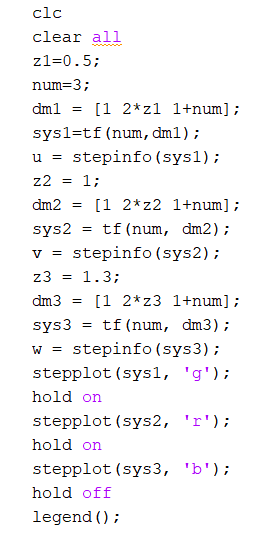 clc
clear all
z1=0.5;
num=3;
dm1 = [1 2*z1 1+num];
sys1=tf(num,dm1);
u = stepinfo(sys1);
z2 = 1;
dm2 = [1 2*z2 1+num];
sys2 = tf(num, dm2);
v = stepinfo(sys2);
z3 = 1.3;
dm3 = [1 2*z3 1+num];
sys3 = tf(num, dm3);
w = stepinfo(sys3);
stepplot(sys1, 'g');
hold on
stepplot(sys2, 'r');
hold on
stepplot(sys3, 'b');
hold off
legend();